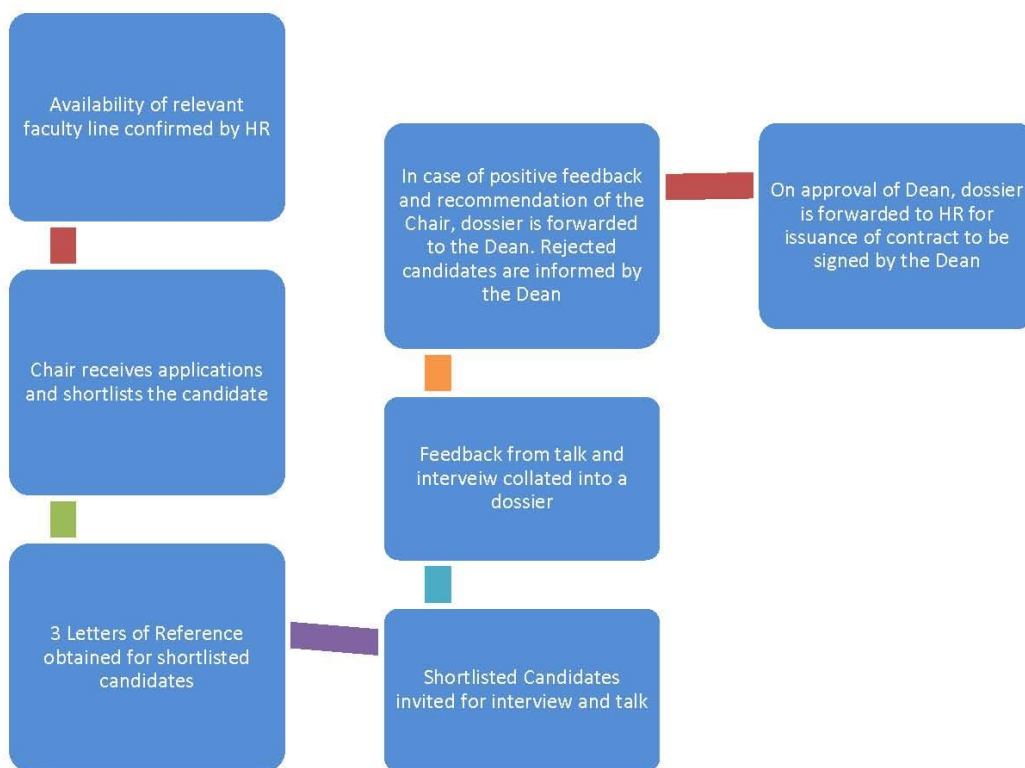 Availability of relevant
faculty line confirmed by HR
Chair receives applications
and shortlists the candidate
3 Letters of Reference
obtained for shortlisted
candidates
Shortlisted Candidates
invited for interview and talk
Feedback from talk and
interveiw collated into a
dossier
In case of positive feedback
and recommendation of the
Chair, dossier is forwarded
to the Dean. Rejected
candidates are informed by
the Dean
On approval of Dean, dossier
is forwarded to HR for
issuance of contract to be
signed by the Dean